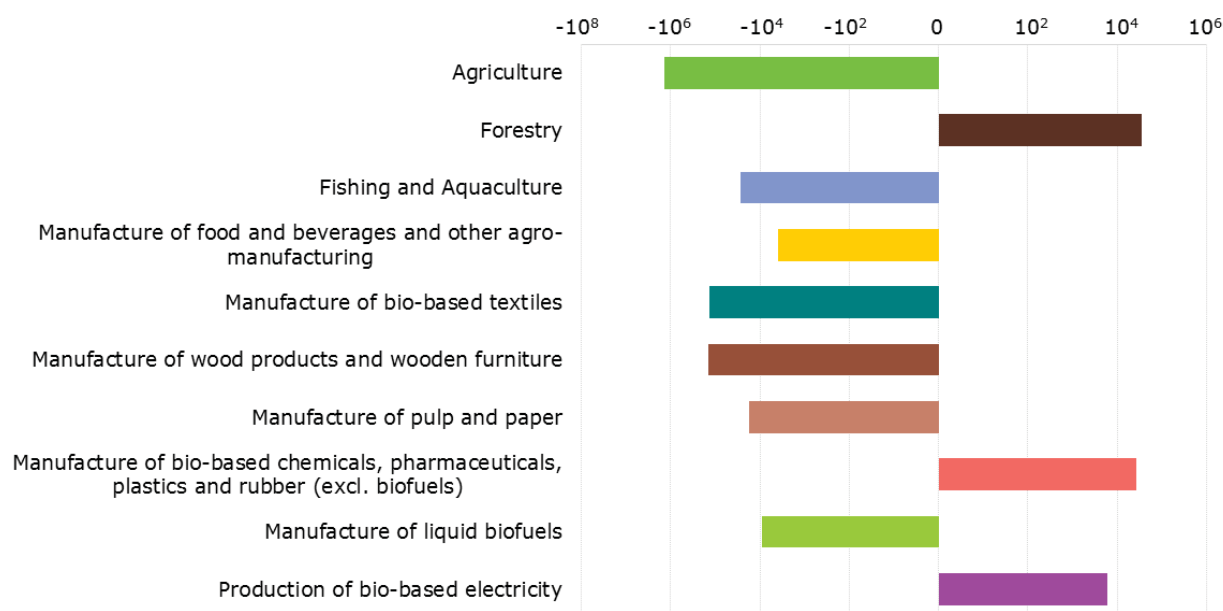 -10⁸ -10⁶ -10⁴ -10² 0 10² 10⁴ 10⁶
Agriculture
Forestry
Fishing and Aquaculture
Manufacture of food and beverages and other agro-
manufacturing
Manufacture of bio-based textiles
Manufacture of wood products and wooden furniture
Manufacture of pulp and paper
Manufacture of bio-based chemicals, pharmaceuticals,
plastics and rubber (excl. biofuels)
Manufacture of liquid biofuels
Production of bio-based electricity